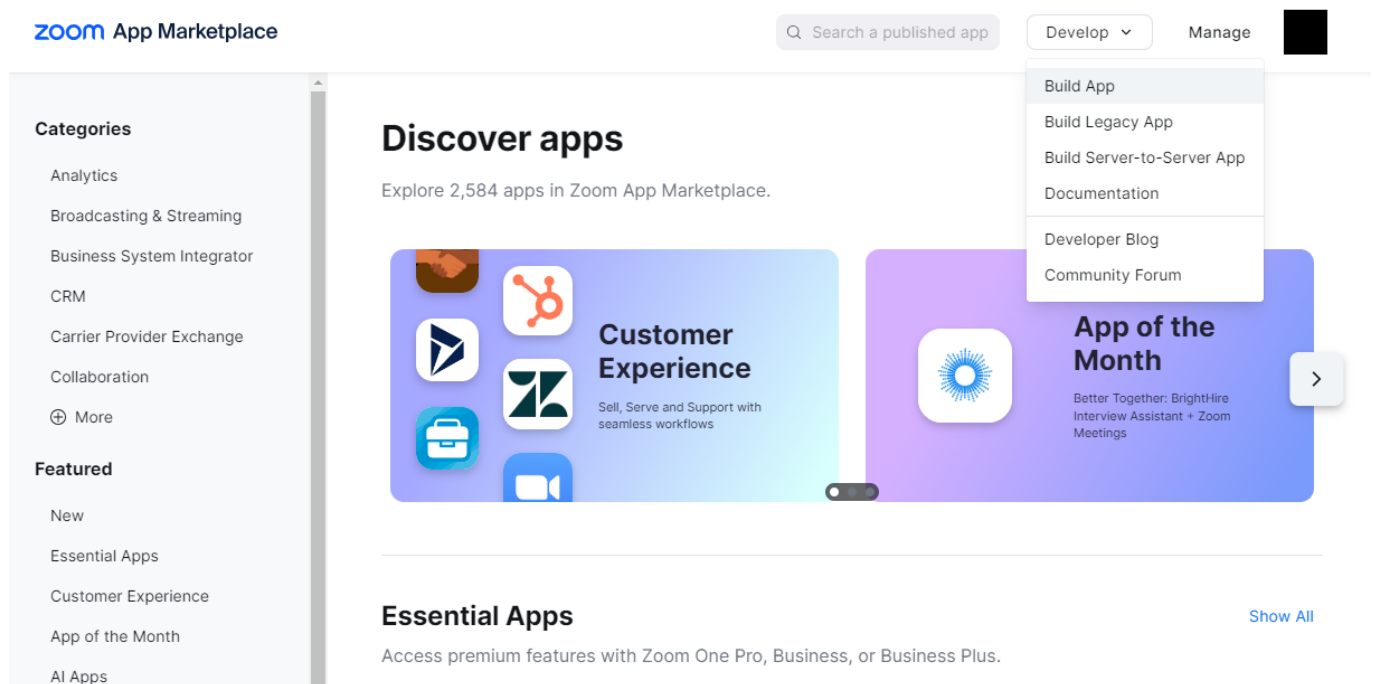 zoom App Marketplace
Search a published app
Develop
Manage
Build App
Build Legacy App
Build Server-to-Server App
Documentation
Developer Blog
Community Forum
Categories
Analytics
Broadcasting & Streaming
Business System Integrator
CRM
Carrier Provider Exchange
Collaboration
More
Featured
New
Essential Apps
Customer Experience
App of the Month
AI Apps
Discover apps
Explore 2,584 apps in Zoom App Marketplace.
Customer
Experience
Sell, Serve and Support with
seamless workflows
App of the
Month
Better Together: BrightHire
Interview Assistant + Zoom
Meetings
Essential Apps
Show All
Access premium features with Zoom One Pro, Business, or Business Plus.